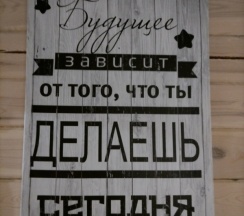 Будущее
зависит
от того, что ты
ДЕЛАЕШЬ
сегодня